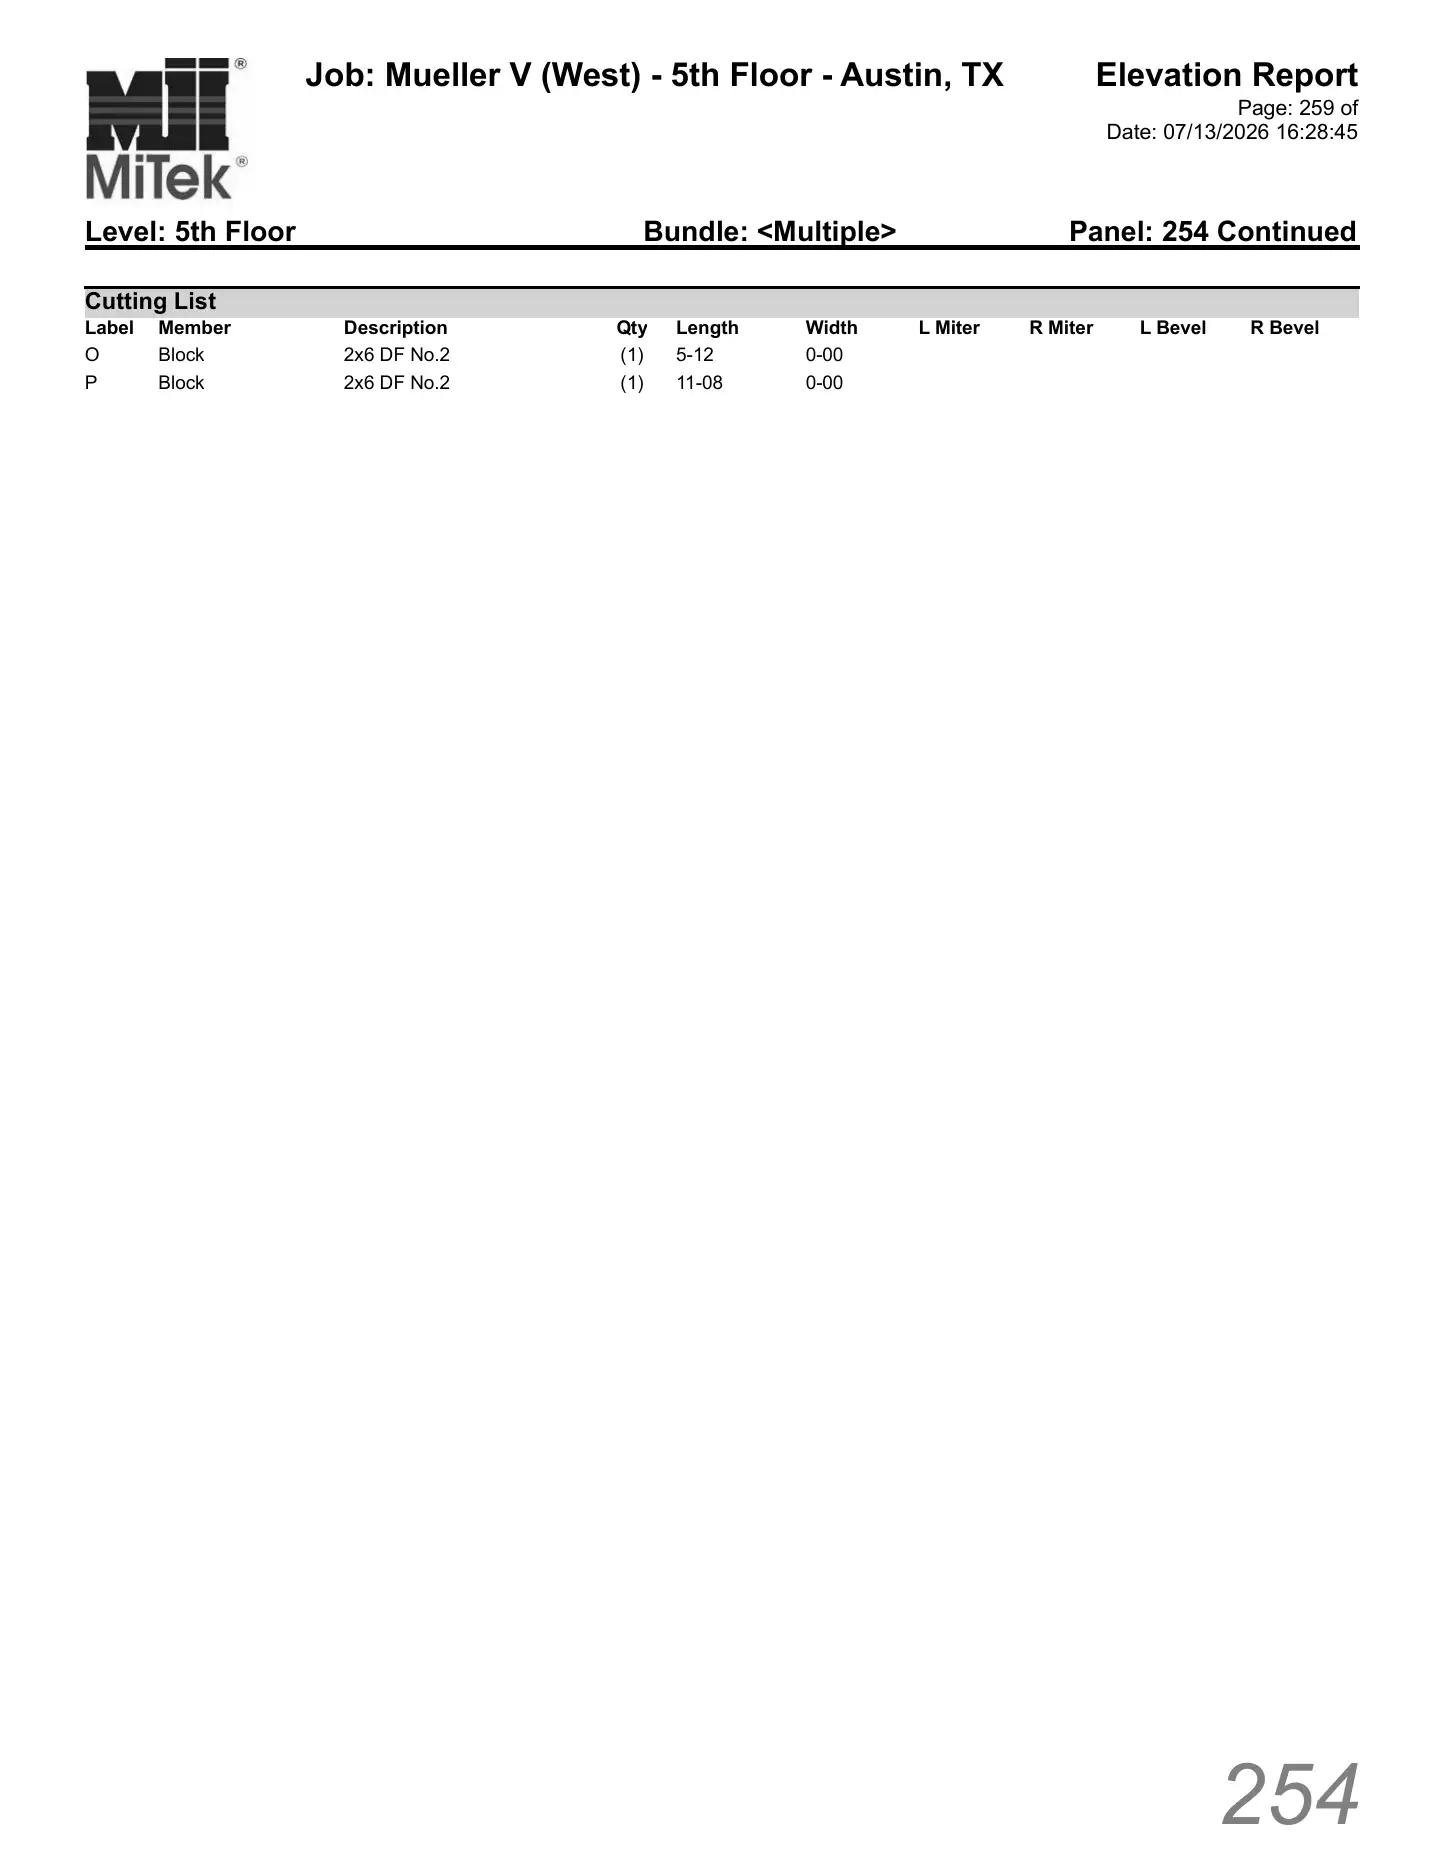 Job: Mueller V (West) - 5th Floor - Austin, TX
Elevation Report
Page: 259 of
Date: 07/13/2026 16:28:45
®
MiTek®
Level: 5th Floor Bundle: <Multiple> Panel: 254 Continued
Cutting List
Label Member Description Qty Length Width L Miter R Miter L Bevel R Bevel
O Block 2x6 DF No.2 (1) 5-12 0-00
P Block 2x6 DF No.2 (1) 11-08 0-00
254